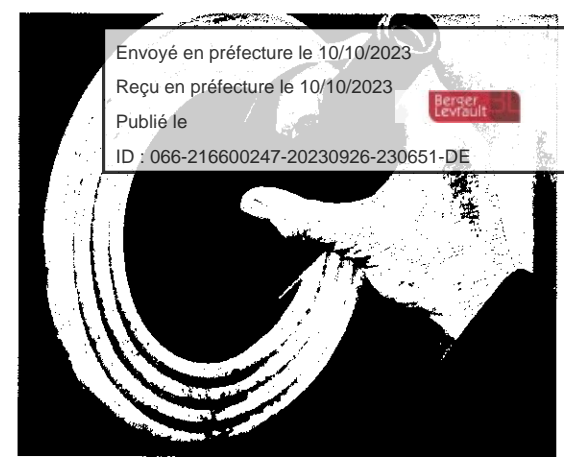 Envoyé en préfecture le 10/10/2023
Reçu en préfecture le 10/10/2023
Publié le
Berger
Levrault
ID : 066-216600247-20230926-230651-DE